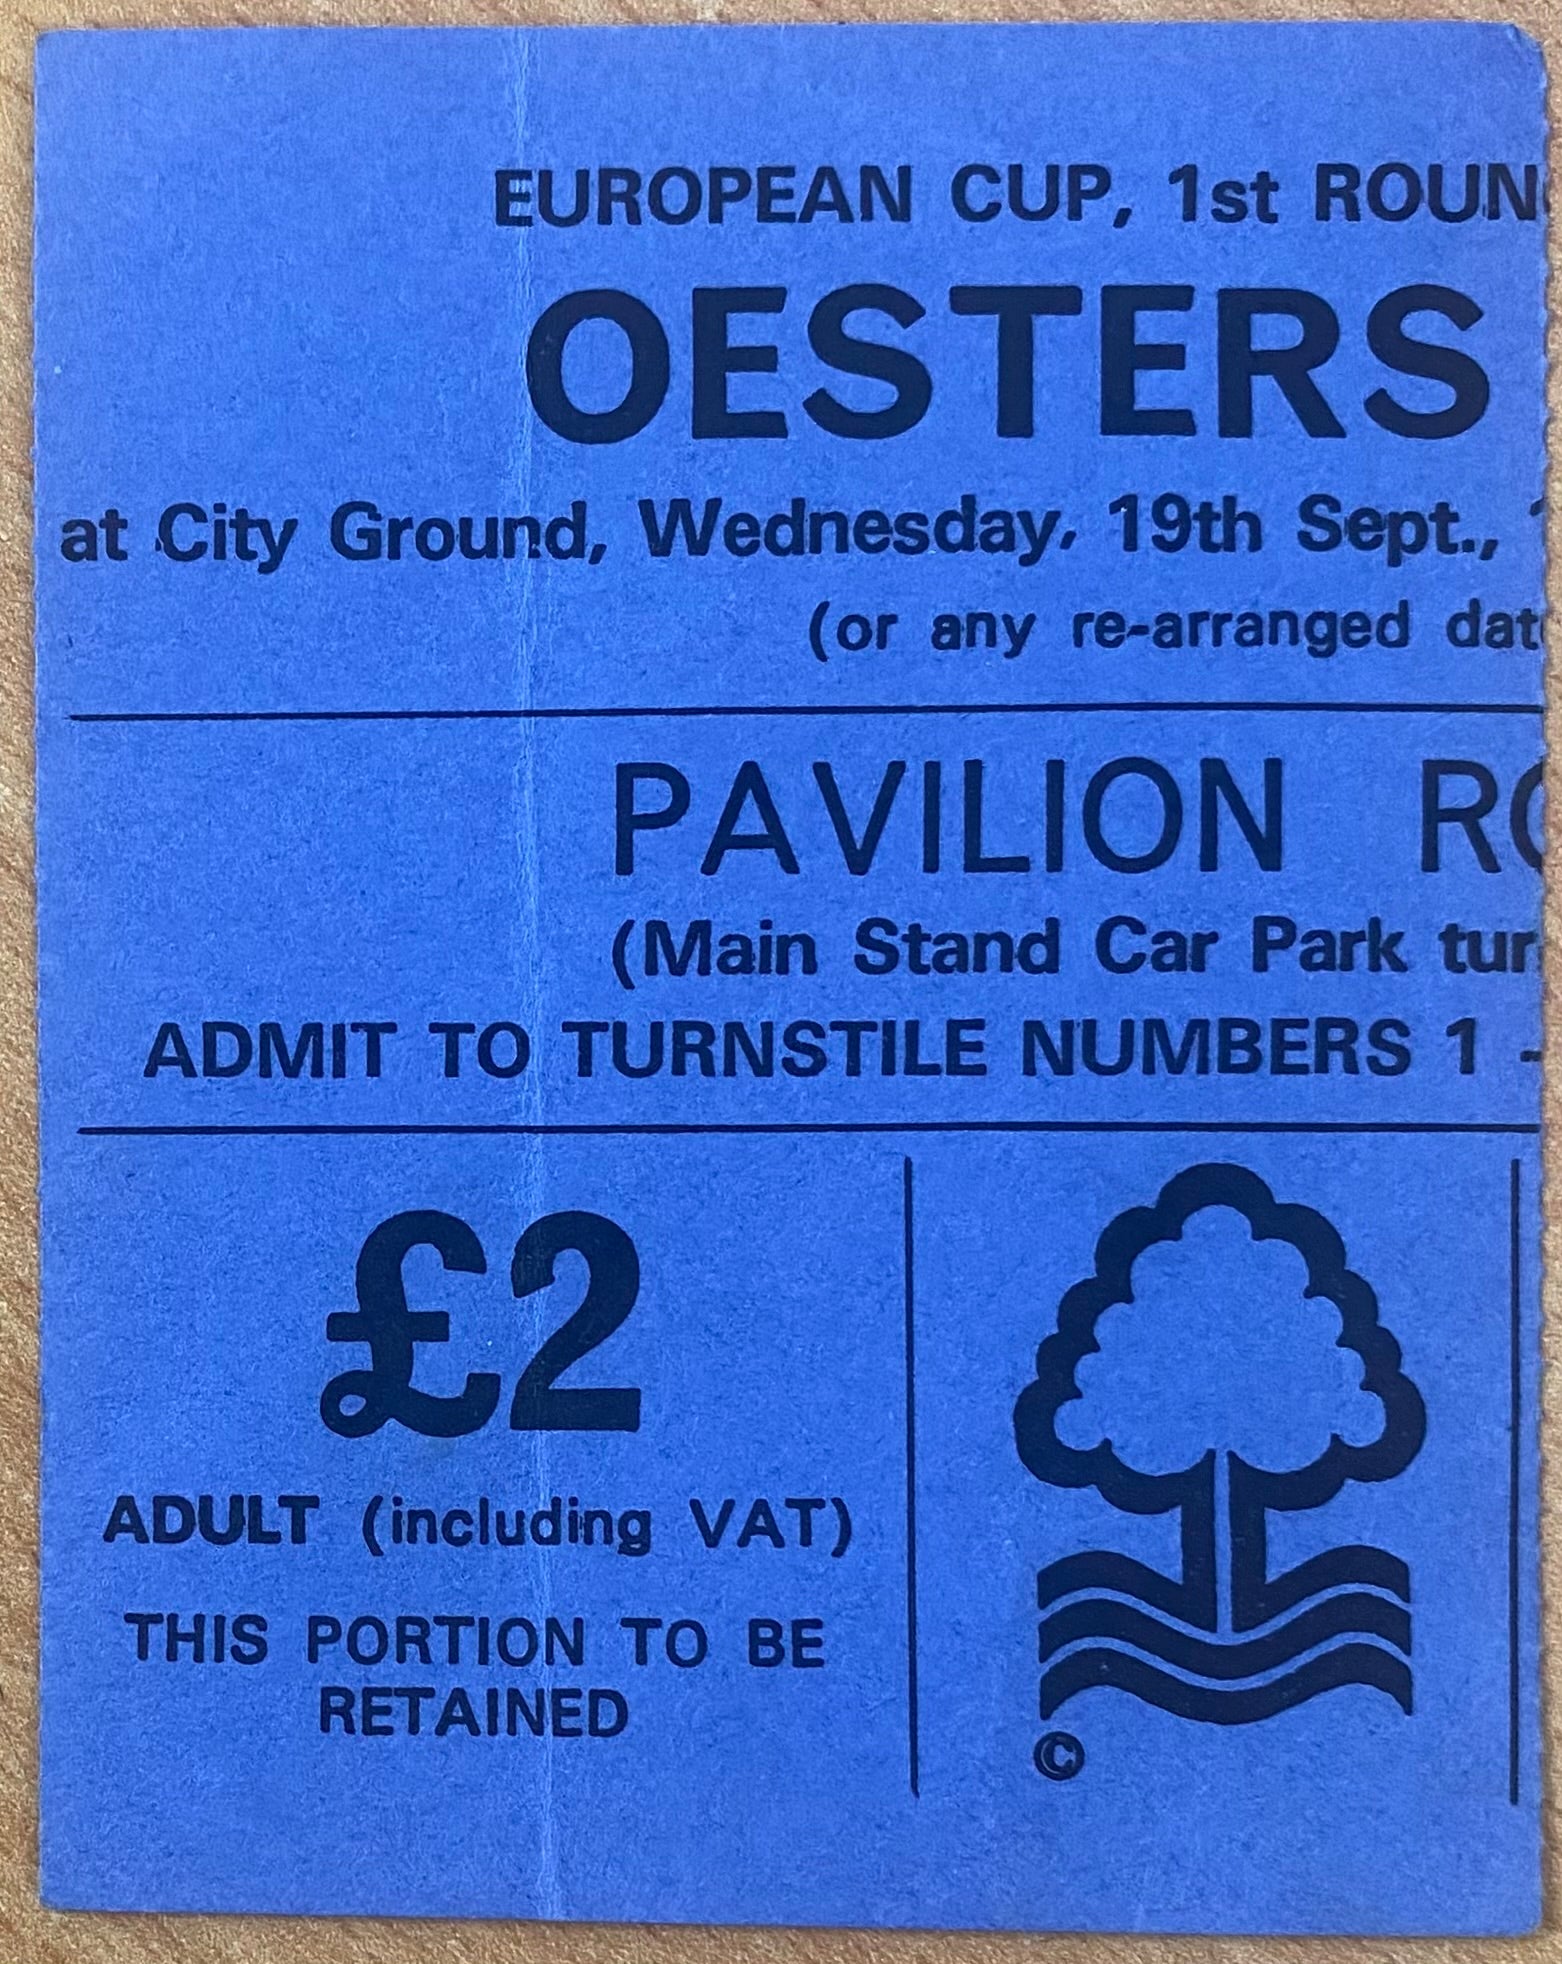 EUROPEAN CUP, 1st ROUN
OESTERS
at City Ground, Wednesday, 19th Sept.,
(or any re-arranged dat
PAVILION RO
(Main Stand Car Park tur
ADMIT TO TURNSTILE NUMBERS 1 -
£2
ADULT (including VAT)
THIS PORTION TO BE
RETAINED
©